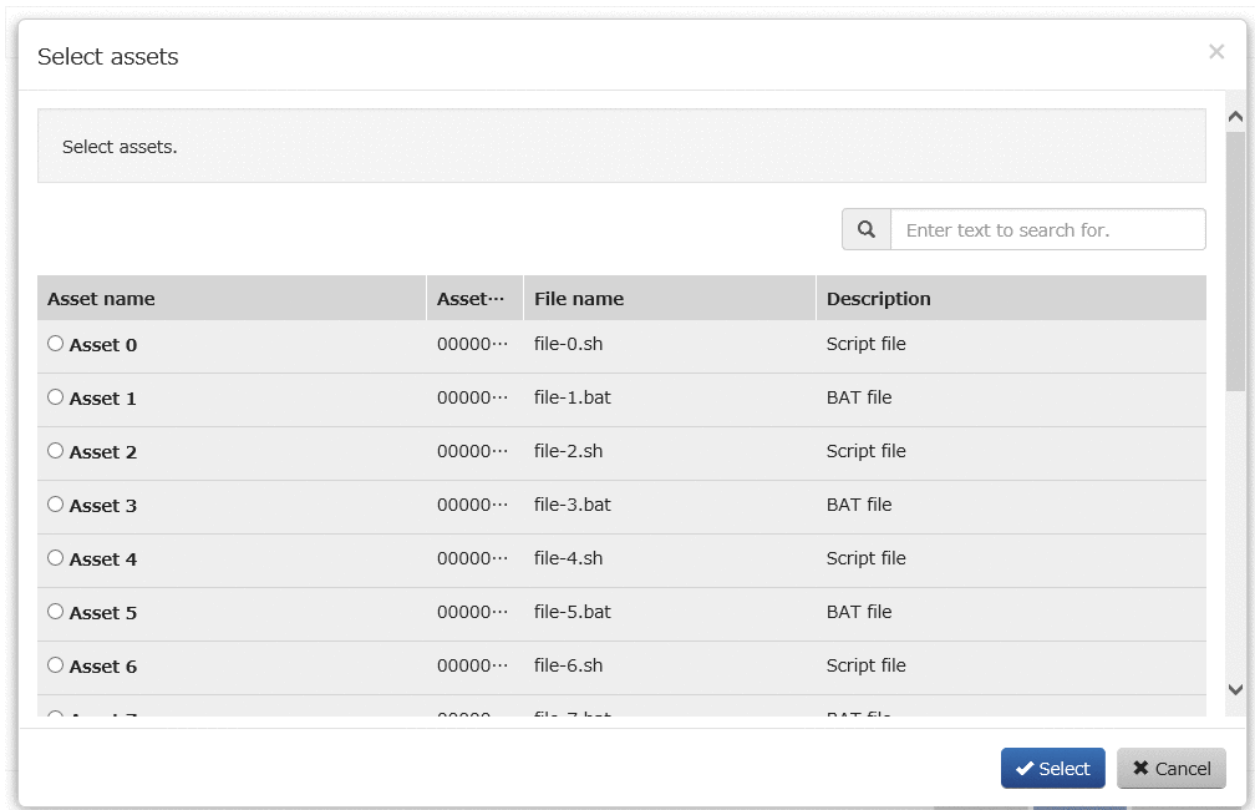 Select assets ×
Select assets.
Enter text to search for.
Asset name Asset··· File name Description
Asset 0 00000··· file-0.sh Script file
Asset 1 00000··· file-1.bat BAT file
Asset 2 00000··· file-2.sh Script file
Asset 3 00000··· file-3.bat BAT file
Asset 4 00000··· file-4.sh Script file
Asset 5 00000··· file-5.bat BAT file
Asset 6 00000··· file-6.sh Script file
Select Cancel